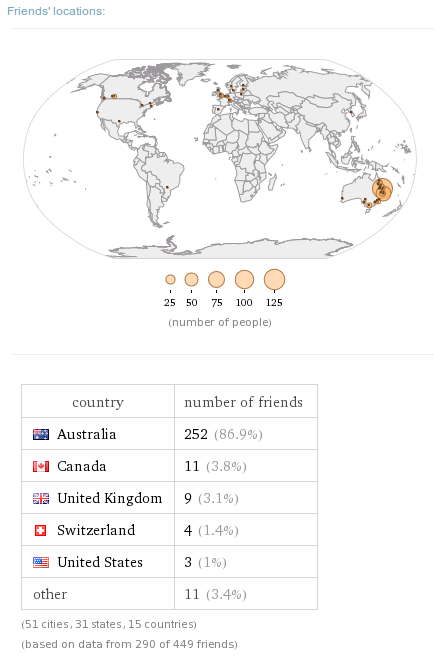 Friends' locations:
25 50 75 100 125
(number of people)
country number of friends
Australia 252 (86.9%)
Canada 11 (3.8%)
United Kingdom 9 (3.1%)
Switzerland 4 (1.4%)
United States 3 (1%)
other 11 (3.4%)
(51 cities, 31 states, 15 countries)
(based on data from 290 of 449 friends)